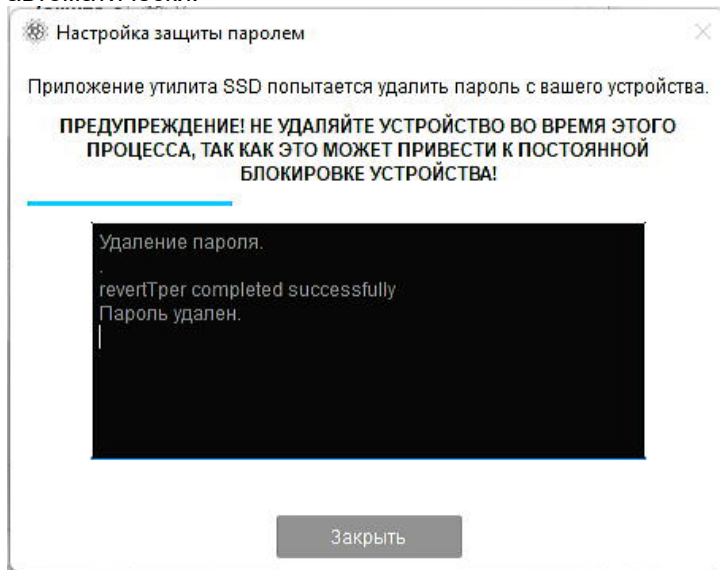 Настройка защиты паролем
Приложение утилита SSD попытается удалить пароль с вашего устройства.
ПРЕДУПРЕЖДЕНИЕ! НЕ УДАЛЯЙТЕ УСТРОЙСТВО ВО ВРЕМЯ ЭТОГО
ПРОЦЕССА, ТАК КАК ЭТО МОЖЕТ ПРИВЕСТИ К ПОСТОЯННОЙ
БЛОКИРОВКЕ УСТРОЙСТВА!
Удаление пароля.
.
revertTper completed successfully
Пароль удален.
Закрыть